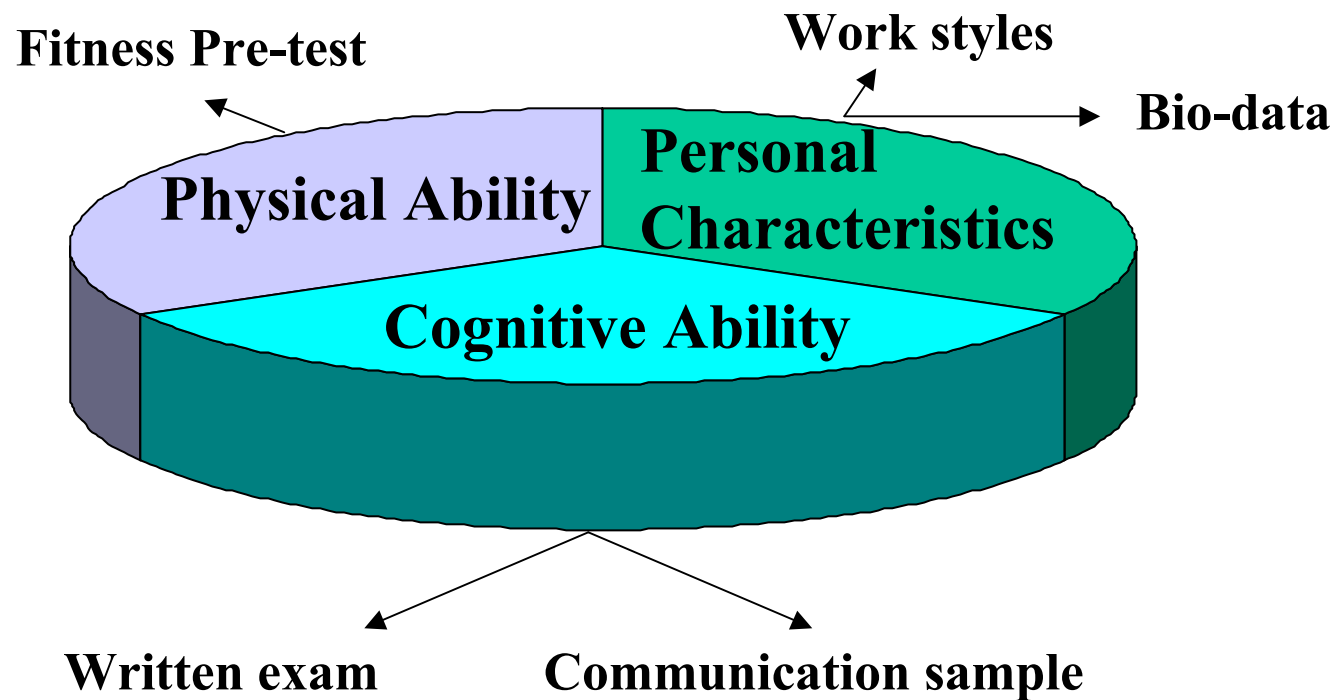 Fitness Pre-test
Work styles
Bio-data
Personal
Characteristics
Physical Ability
Cognitive Ability
Written exam
Communication sample